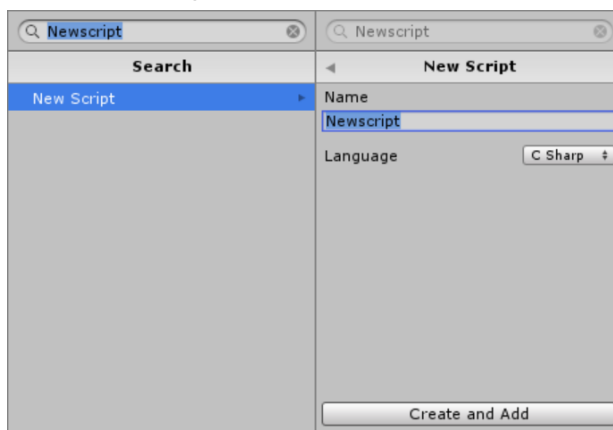 Newscript
Search
New Script
Newscript
New Script
Name
Newscript
Language C Sharp
Create and Add